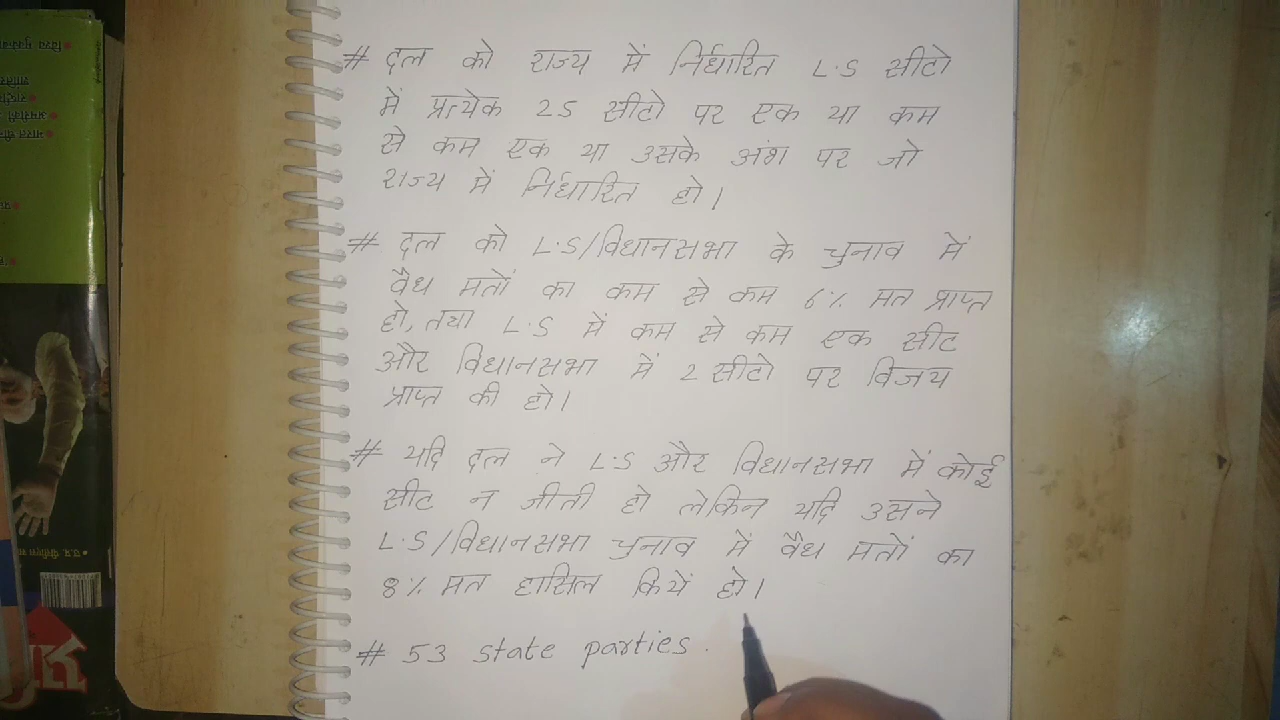 # दल को राज्य में निर्धारित L.S सीटो
में प्रत्येक 25 सीटो पर एक या कम
से कम एक या उसके अंश पर जो
राज्य में निर्धारित हो।
# दल को L.S/विधानसभा के चुनाव में
वैध मतों का कम से कम 6% मत प्राप्त
हो, तथा L.S में कम से कम एक सीट
और विधानसभा में 2 सीटो पर विजय
प्राप्त की हो।
# यदि दल ने L.S और विधानसभा में कोई
सीट न जीती हो लेकिन यदि उसने
L.S/विधानसभा चुनाव में वैध मतों का
8% मत हासिल कियें हो।
# 53 state parties.